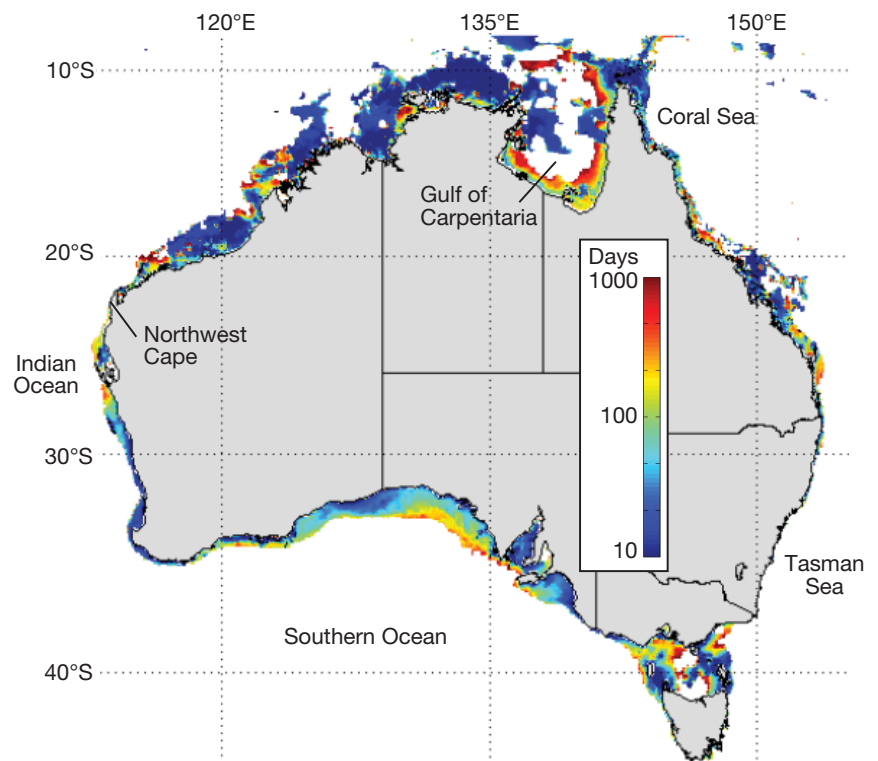 120°E
135°E
150°E
10°S
Coral Sea
Gulf of
Carpentaria
20°S
Days
1000
100
10
Northwest
Cape
Indian
Ocean
30°S
Tasman
Sea
Southern Ocean
40°S